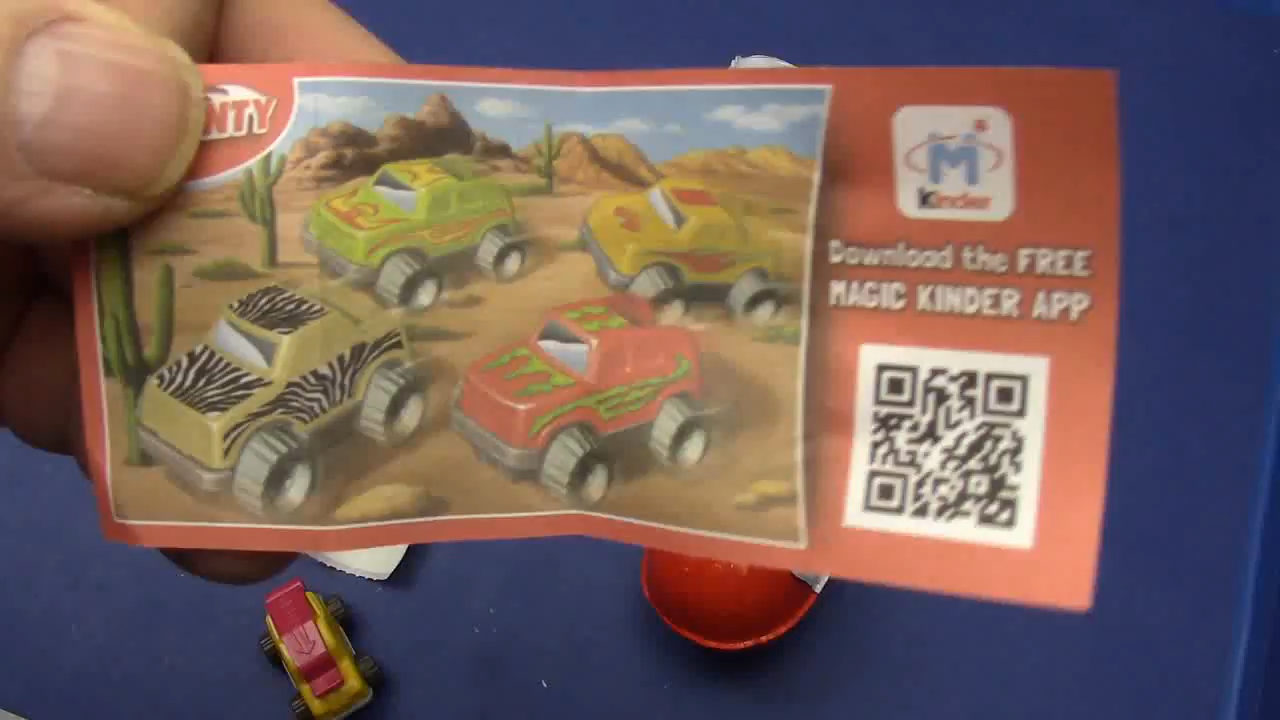 NTY
M
Kinder
Download the FREE
MAGIC KINDER APP